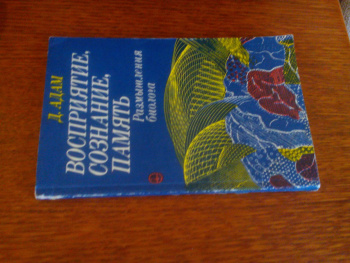 Д. АДАМ
ВОСПРИЯТИЕ,
СОЗНАНИЕ,
ПАМЯТЬ
Размышления
биолога